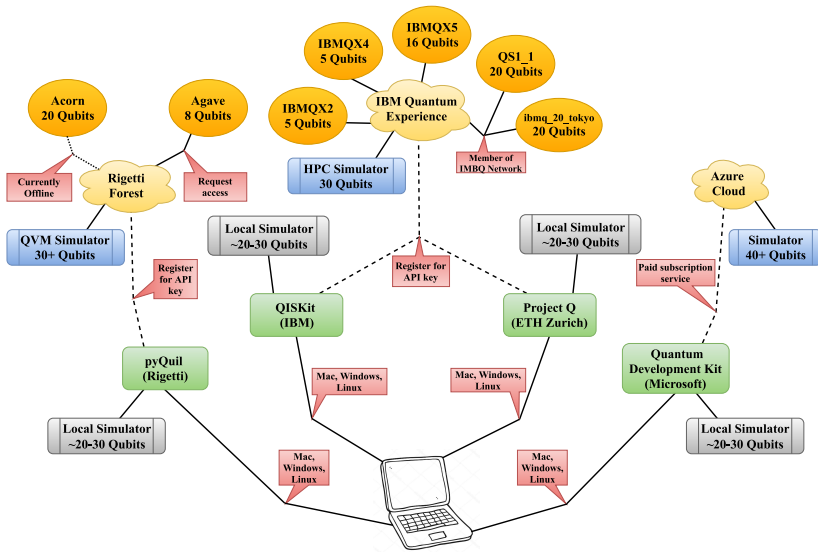 IBMQX5
16 Qubits
IBMQX4
5 Qubits
QS1_1
20 Qubits
Acorn
20 Qubits
Agave
8 Qubits
IBMQX2
5 Qubits
IBM Quantum
Experience
ibmq_20_tokyo
20 Qubits
Currently
Offline
Rigetti
Forest
Request
access
HPC Simulator
30 Qubits
Member of
IMBQ Network
Azure
Cloud
QVM Simulator
30+ Qubits
Local Simulator
~20-30 Qubits
Local Simulator
~20-30 Qubits
Simulator
40+ Qubits
Register
for API
key
Register for
API key
Paid subscription
service
QISKit
(IBM)
Project Q
(ETH Zurich)
pyQuil
(Rigetti)
Quantum
Development Kit
(Microsoft)
Mac, Windows,
Linux
Mac, Windows,
Linux
Local Simulator
~20-30 Qubits
Local Simulator
~20-30 Qubits
Mac,
Windows,
Linux
Mac,
Windows,
Linux